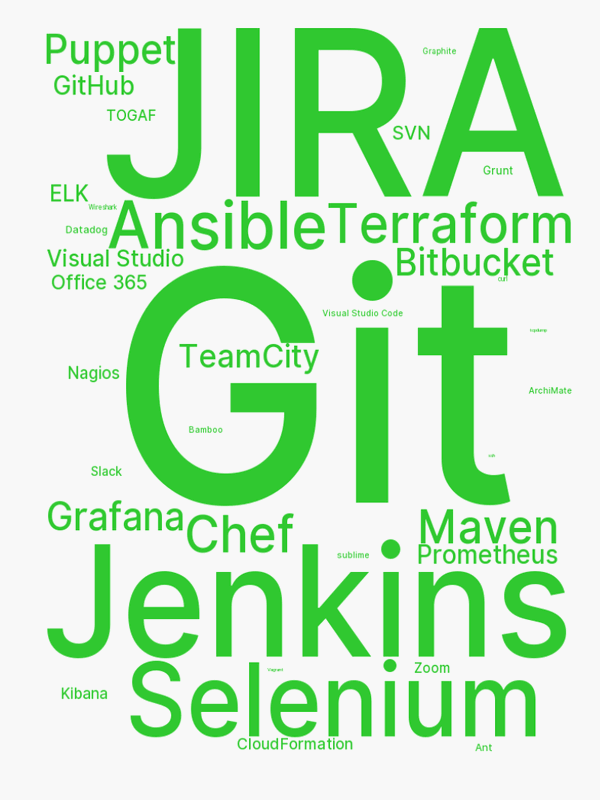 JIRA
Puppet
Graphite
GitHub
TOGAF
SVN
Grunt
ELK
Wireshark
Ansible
Terraform
Datadog
Visual Studio
Bitbucket
Office 365
curl
Visual Studio Code
Git
TeamCity
Nagios
ArchiMate
Bamboo
Slack
Grafana
Chef
Maven
sublime
Prometheus
Jenkins
Zoom
Selenium
Kibana
CloudFormation
Ant